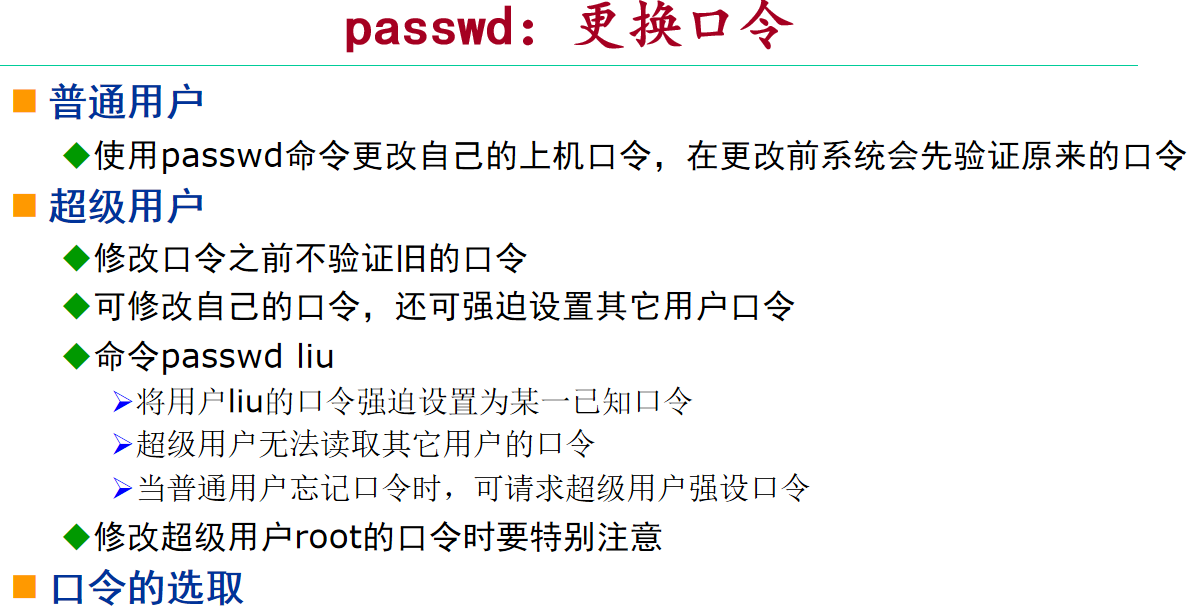 passwd: 更换口令
普通用户
使用passwd命令更改自己的上机口令，在更改前系统会先验证原来的口令
超级用户
修改口令之前不验证旧的口令
可修改自己的口令，还可强迫设置其它用户口令
命令passwd liu
将用户liu的口令强迫设置为某一已知口令
超级用户无法读取其它用户的口令
当普通用户忘记口令时，可请求超级用户强设口令
修改超级用户root的口令时要特别注意
口令的选取